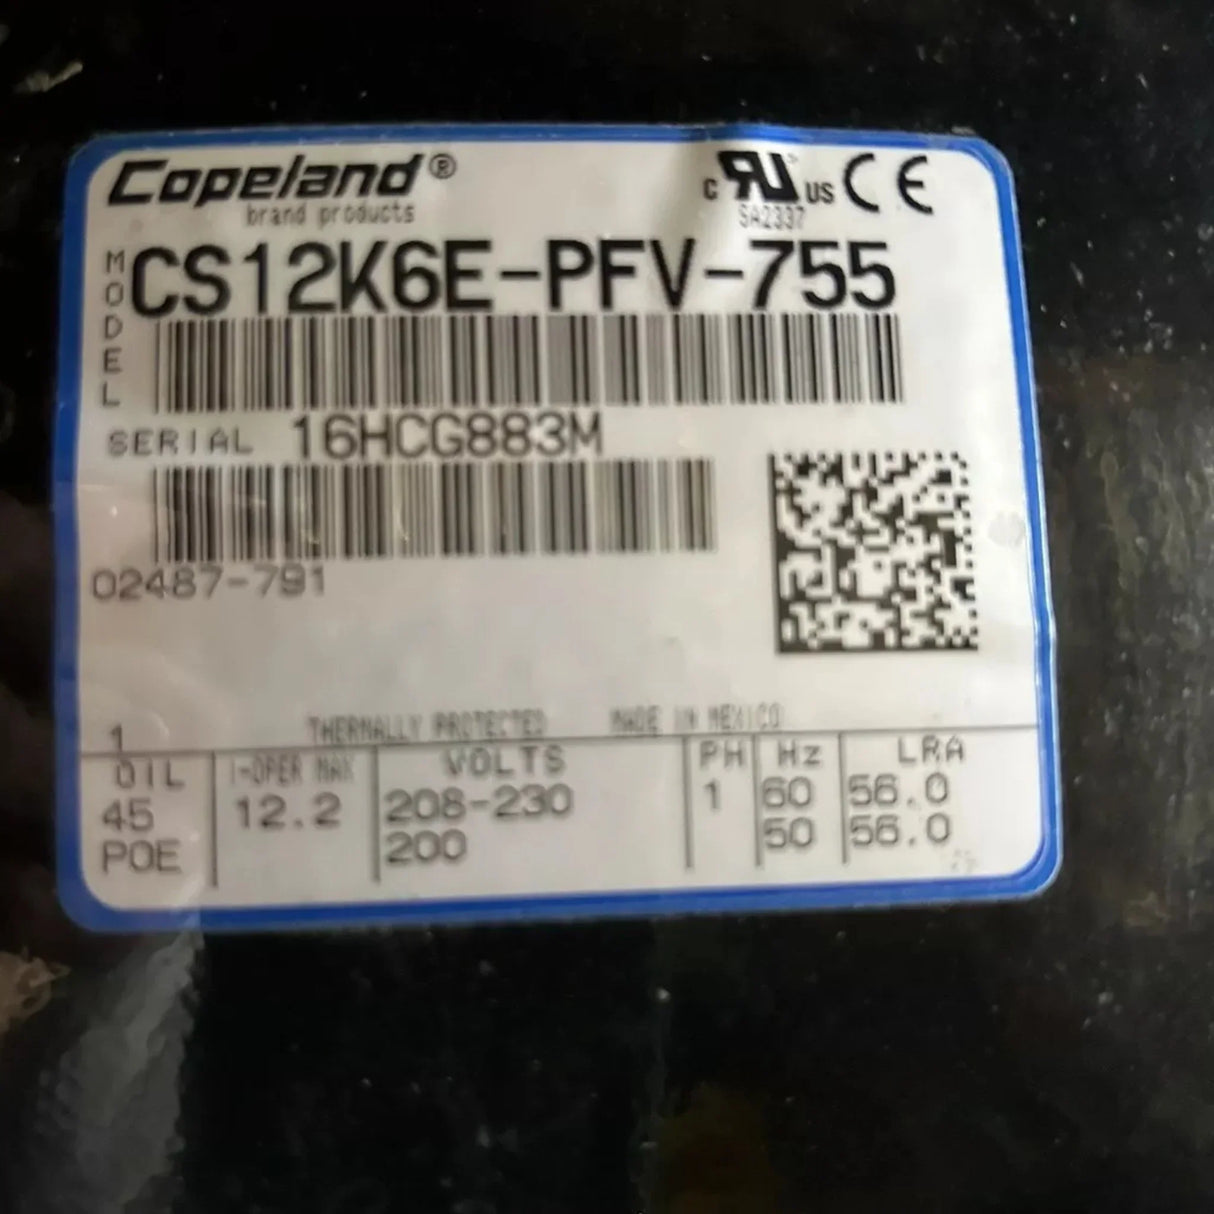 Copeland®
brand products
c RU US CE
SA2337
MODEL CS12K6E-PFV-755
SERIAL 16HCG883M
02487-791
1 THERMALLY PROTECTED MADE IN MEXICO
OIL I-OPER MAX VOLTS PH Hz LRA
45 12.2 208-230 1 60 56.0
POE 200 50 56.0